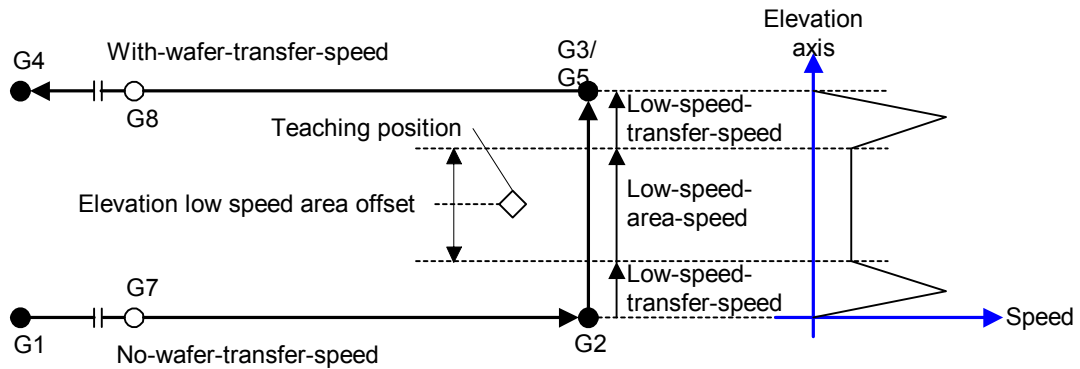 Elevation
axis
With-wafer-transfer-speed
G3/
G5
G4
G8
Low-speed-
transfer-speed
Teaching position
Elevation low speed area offset
Low-speed-
area-speed
G7
Low-speed-
transfer-speed
Speed
G1
G2
No-wafer-transfer-speed